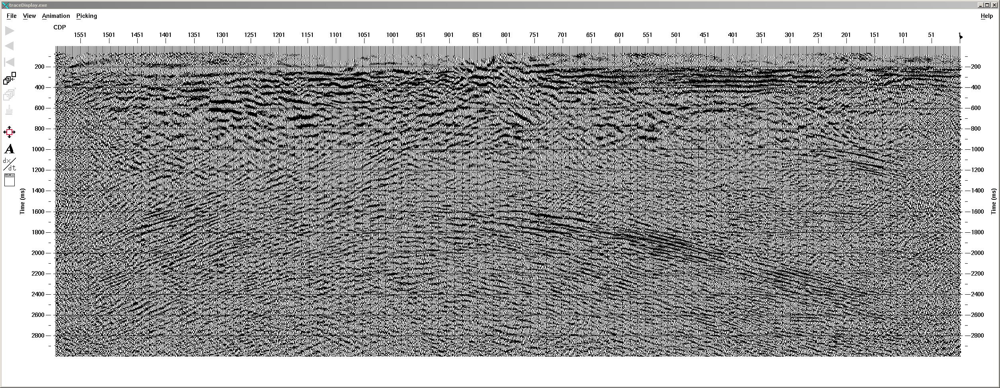 traceDisplay.exe
File View Animation Picking Help
CDP
1551 1501 1451 1401 1351 1301 1251 1201 1151 1101 1051 1001 951 901 851 801 751 701 651 601 551 501 451 401 351 301 251 201 151 101 51 1
200 200
400 400
600 600
800 800
1000 1000
1200 1200
1400 1400
1600 1600
1800 1800
2000 2000
2200 2200
2400 2400
2600 2600
2800 2800
Time (ms) Time (ms)
A
dx/dt
max